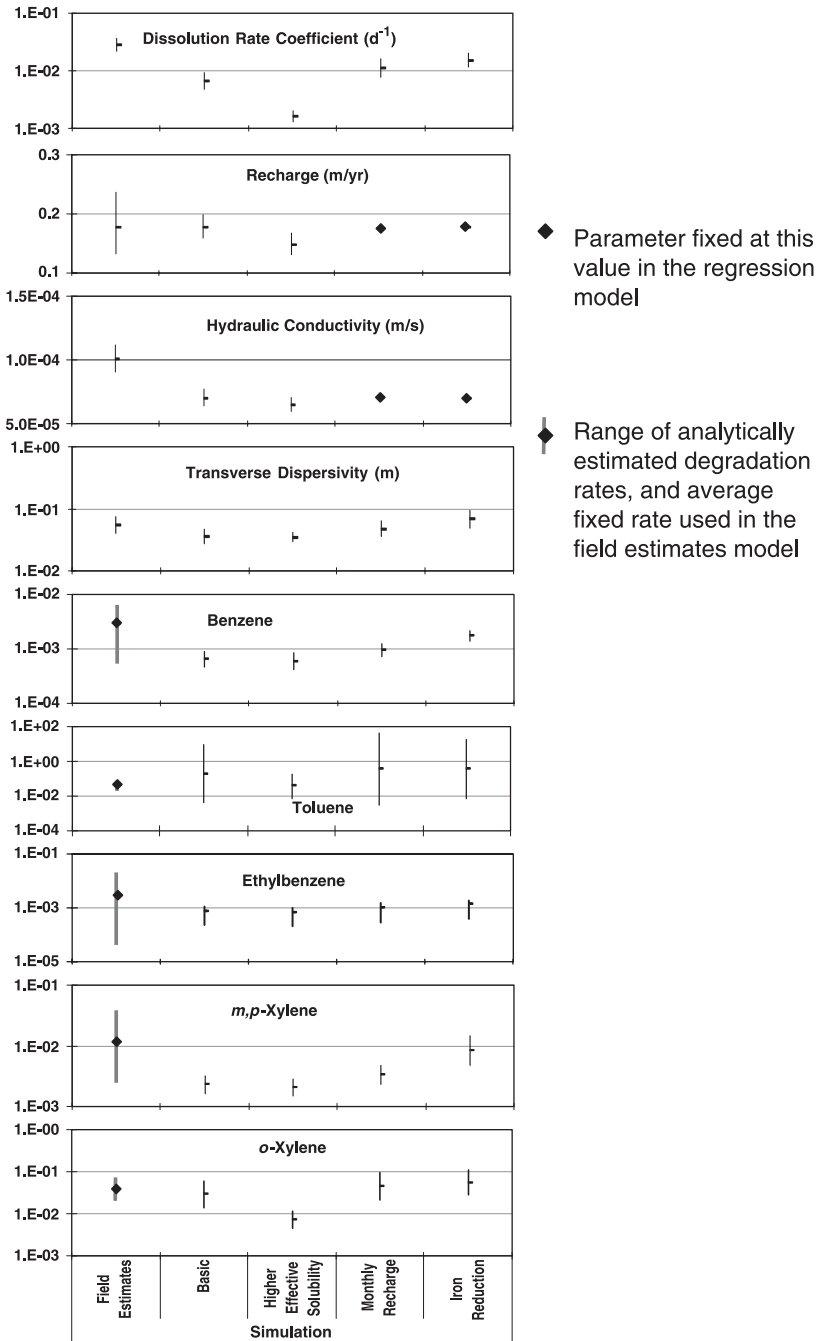 1.E-01
Dissolution Rate Coefficient (d-1)
1.E-02
1.E-03
0.3
Recharge (m/yr)
0.2
0.1
1.5E-04
Hydraulic Conductivity (m/s)
1.0E-04
5.0E-05
1.E+00
Transverse Dispersivity (m)
1.E-01
1.E-02
1.E-02
Benzene
1.E-03
1.E-04
1.E+02
1.E+00
1.E-02
Toluene
1.E-04
1.E-01
Ethylbenzene
1.E-03
1.E-05
1.E-01
m,p-Xylene
1.E-02
1.E-03
1.E-00
o-Xylene
1.E-01
1.E-02
1.E-03
Field
Estimates
Basic
Higher
Effective
Solubility
Monthly
Recharge
Iron
Reduction
Simulation
Parameter fixed at this
value in the regression
model
Range of analytically
estimated degradation
rates, and average
fixed rate used in the
field estimates model